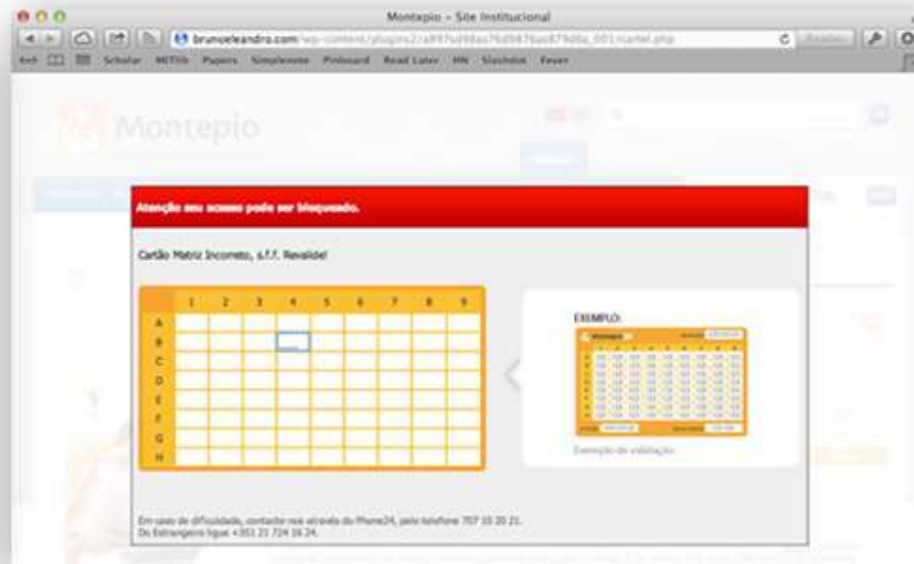 Montepio - Site Institucional
brunoeleandro.com
Reader
Scholar MITlib Papers Simplenote Pinboard Read Later HN Slashdot Fever
Montepio
Atenção seu acesso pode ser bloqueado.
Cartão Matriz Incorreto, s.f.f. Revalide!
1 2 3 4 5 6 7 8 9
A
B
C
D
E
F
G
H
EXEMPLO:
Montepio
Exemplo de validação
Em caso de dificuldade, contacte-nos através do Phone24, pelo telefone 707 10 20 21.
Do Estrangeiro ligue +351 21 724 16 24.